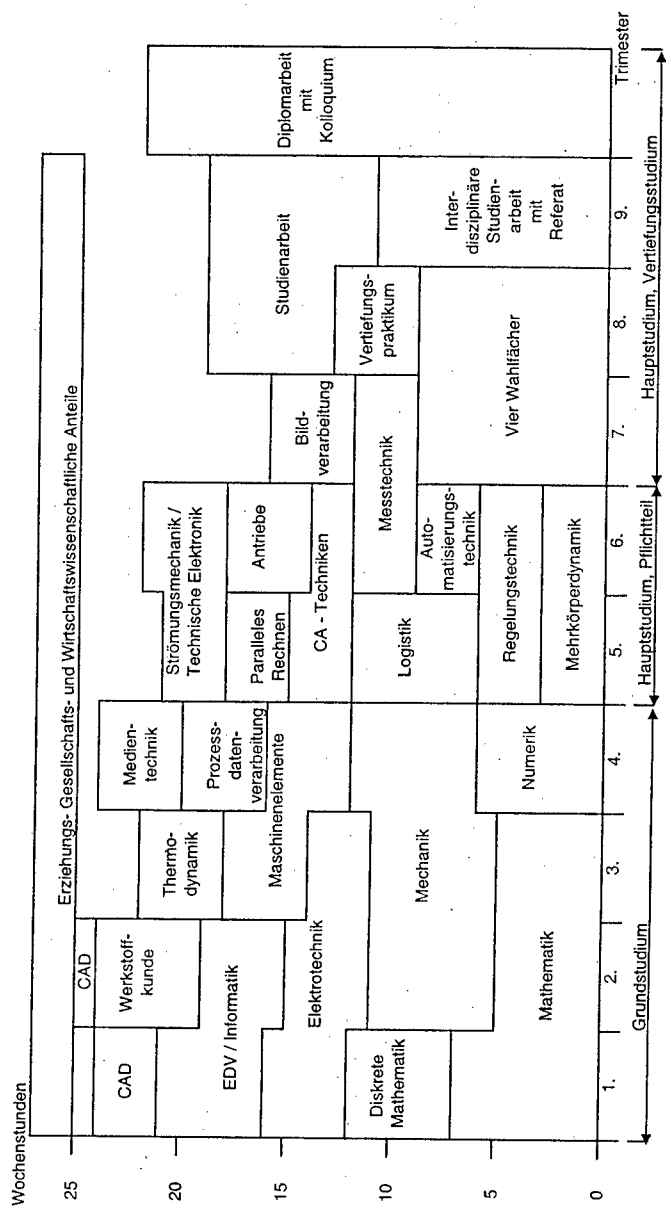 Wochenstunden
25
20
15
10
5
0
Erziehungs- Gesellschafts- und Wirtschaftswissenschaftliche Anteile
CAD
CAD
Werkstoff-
kunde
EDV / Informatik
Elektrotechnik
Diskrete
Mathematik
Mechanik
Mathematik
Thermo-
dynamik
Maschinenelemente
Medien-
technik
Prozess-
daten-
verarbeitung
Numerik
Strömungsmechanik /
Technische Elektronik
Paralleles
Rechnen
Antriebe
CA - Techniken
Logistik
Messtechnik
Auto-
matisierungs-
technik
Regelungstechnik
Mehrkörperdynamik
Bild-
verarbeitung
Vier Wahlfächer
Studienarbeit
Vertiefungs-
praktikum
Inter-
disziplinäre
Studien-
arbeit
mit
Referat
Diplomarbeit
mit
Kolloquium
1.
2.
3.
4.
5.
6.
7.
8.
9.
Trimester
Grundstudium
Hauptstudium, Pflichtteil
Hauptstudium, Vertiefungsstudium